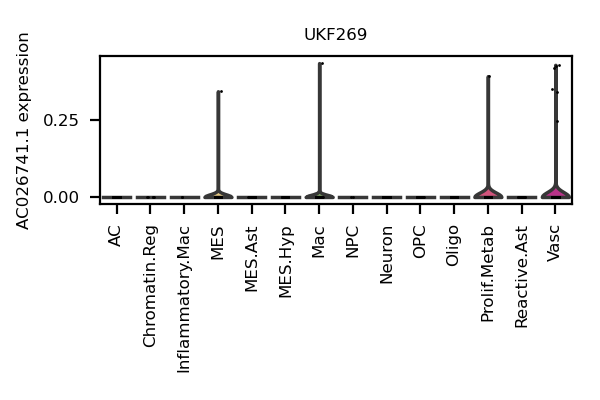 UKF269
AC026741.1 expression
0.25
0.00
AC
Chromatin.Reg
Inflammatory.Mac
MES
MES.Ast
MES.Hyp
Mac
NPC
Neuron
OPC
Oligo
Prolif.Metab
Reactive.Ast
Vasc